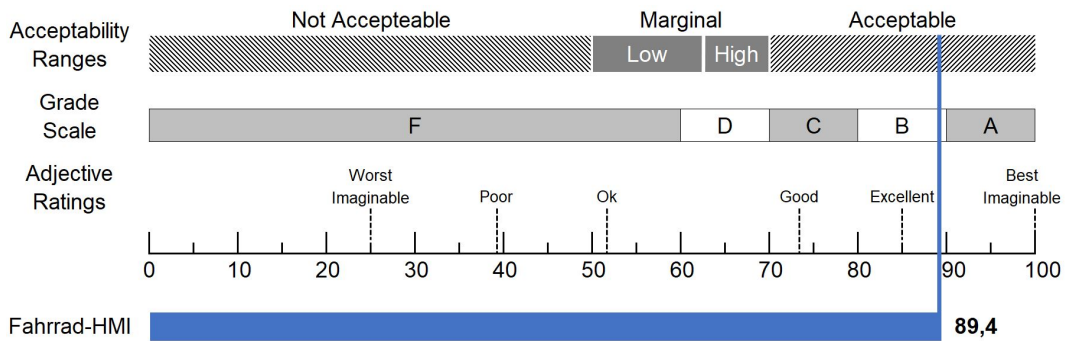 Not Accepteable
Marginal
Acceptable
Acceptability
Ranges
Low
High
Grade
Scale
F
D
C
B
A
Adjective
Ratings
Worst
Imaginable
Poor
Ok
Good
Excellent
Best
Imaginable
0 10 20 30 40 50 60 70 80 90 100
Fahrrad-HMI
89,4